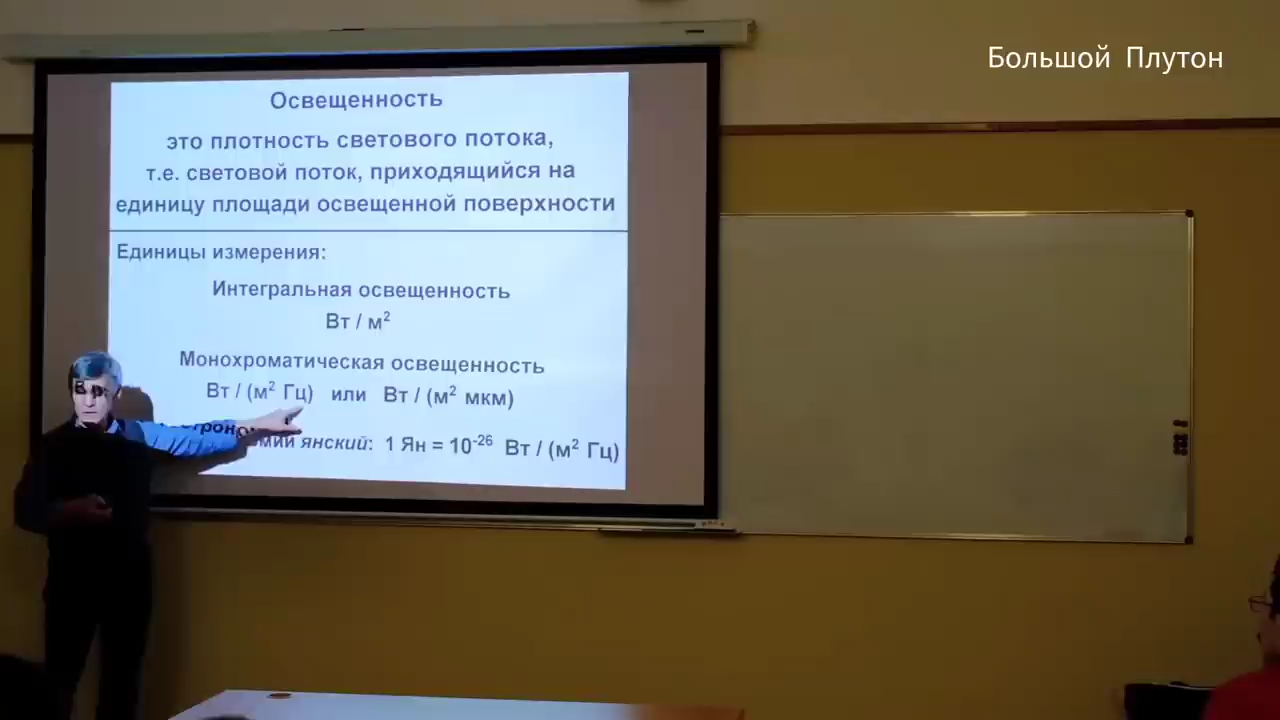 Большой Плутон
Освещенность
это плотность светового потока,
т.е. световой поток, приходящийся на
единицу площади освещенной поверхности
Единицы измерения:
Интегральная освещенность
Вт / м²
Монохроматическая освещенность
Вт / (м² Гц) или Вт / (м² мкм)
янский: 1 Ян = 10⁻²⁶ Вт / (м² Гц)